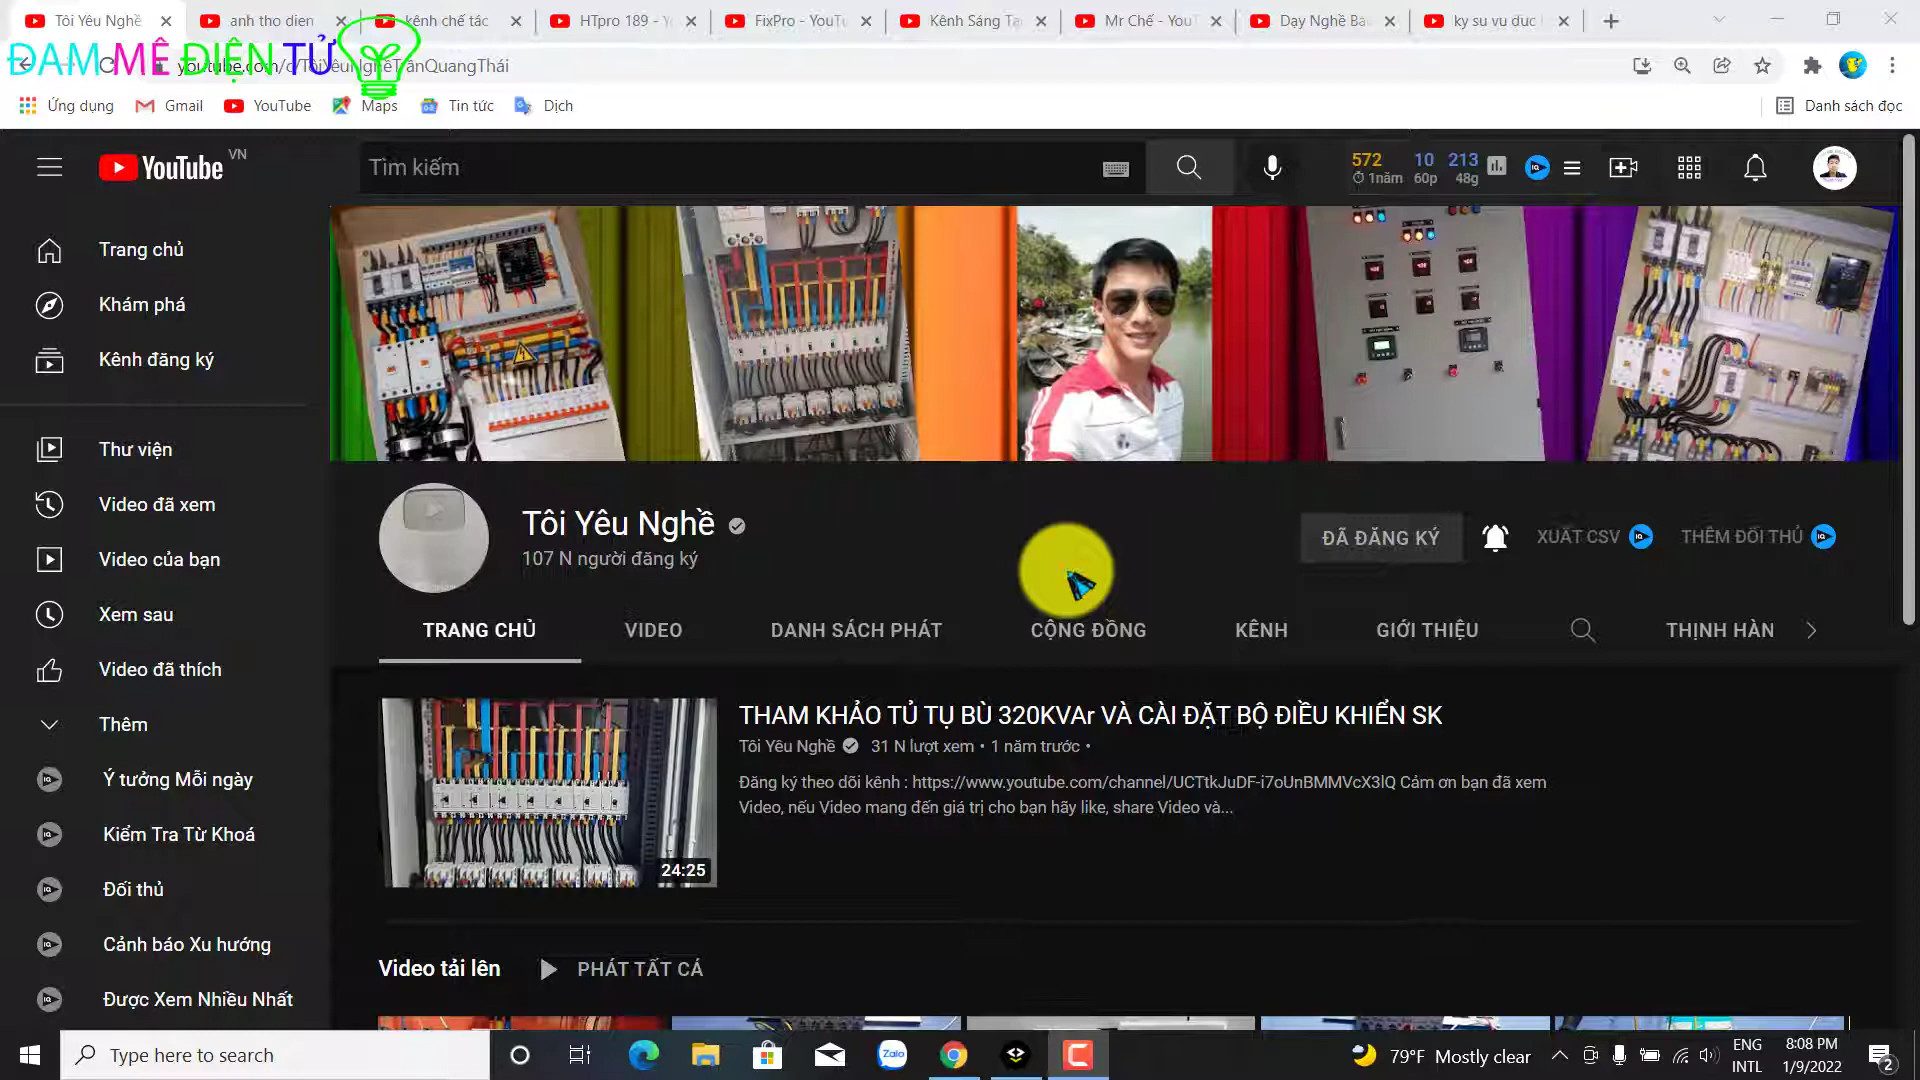 Tôi Yêu Nghề
anh tho dien
kênh chế tác
HTpro 189 - Y
FixPro - YouTu
Kênh Sáng Tạ
Mr Chế - YouT
Dạy Nghề Ba
ky su vu duc
ĐAM MÊ ĐIỆN TỬ
youtube.com/c/TôiYêuNghềTrầnQuangThái
Ứng dụng
Gmail
YouTube
Maps
Tin tức
Dịch
Danh sách đọc
YouTube VN
Tìm kiếm
572 10 213
1năm 60p 48g
Trang chủ
Khám phá
Kênh đăng ký
Thư viện
Video đã xem
Video của bạn
Xem sau
Video đã thích
Thêm
Ý tưởng Mỗi ngày
Kiểm Tra Từ Khoá
Đối thủ
Cảnh báo Xu hướng
Được Xem Nhiều Nhất
Tôi Yêu Nghề
107 N người đăng ký
ĐÃ ĐĂNG KÝ
XUẤT CSV
THÊM ĐỐI THỦ
TRANG CHỦ
VIDEO
DANH SÁCH PHÁT
CỘNG ĐỒNG
KÊNH
GIỚI THIỆU
THỊNH HÀN
THAM KHẢO TỦ TỤ BÙ 320KVAr VÀ CÀI ĐẶT BỘ ĐIỀU KHIỂN SK
Tôi Yêu Nghề 31 N lượt xem • 1 năm trước •
Đăng ký theo dõi kênh : https://www.youtube.com/channel/UCTtkJuDF-i7oUnBMMVcX3lQ Cảm ơn bạn đã xem
Video, nếu Video mang đến giá trị cho bạn hãy like, share Video và...
24:25
Video tải lên
PHÁT TẤT CẢ
Type here to search
Zalo
79°F Mostly clear
ENG
INTL
8:08 PM
1/9/2022
2